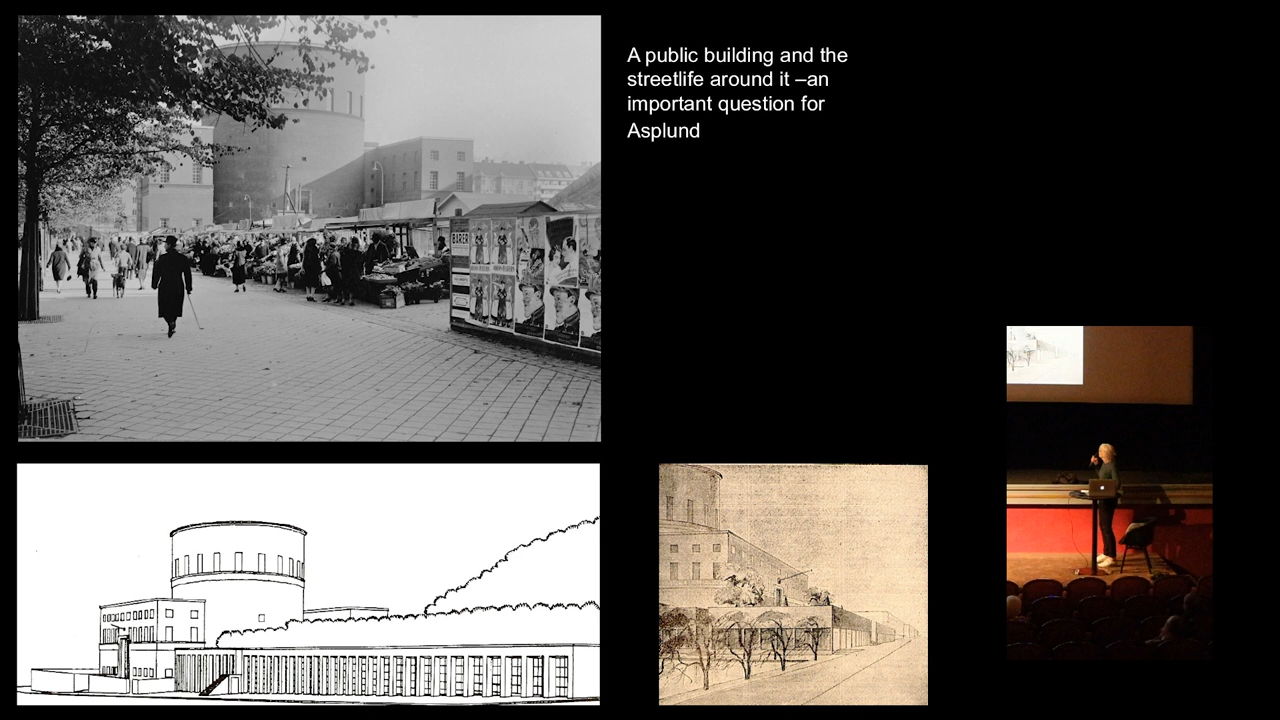 A public building and the
streetlife around it –an
important question for
Asplund